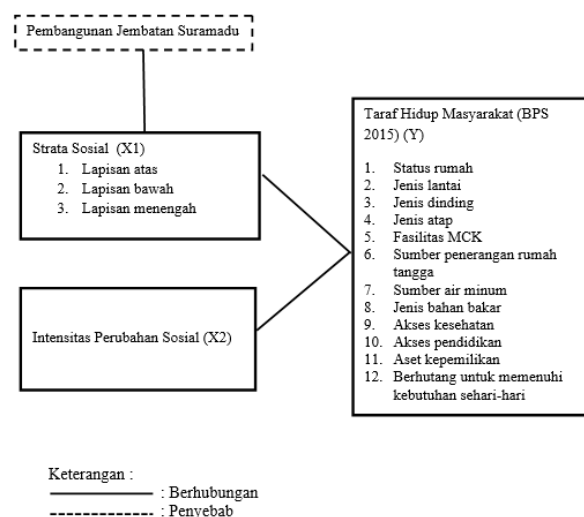 Pembangunan Jembatan Suramadu
Strata Sosial (X1)
1. Lapisan atas
2. Lapisan bawah
3. Lapisan menengah
Intensitas Perubahan Sosial (X2)
Taraf Hidup Masyarakat (BPS
2015) (Y)
1. Status rumah
2. Jenis lantai
3. Jenis dinding
4. Jenis atap
5. Fasilitas MCK
6. Sumber penerangan rumah
tangga
7. Sumber air minum
8. Jenis bahan bakar
9. Akses kesehatan
10. Akses pendidikan
11. Aset kepemilikan
12. Berhutang untuk memenuhi
kebutuhan sehari-hari
Keterangan :
: Berhubungan
: Penyebab